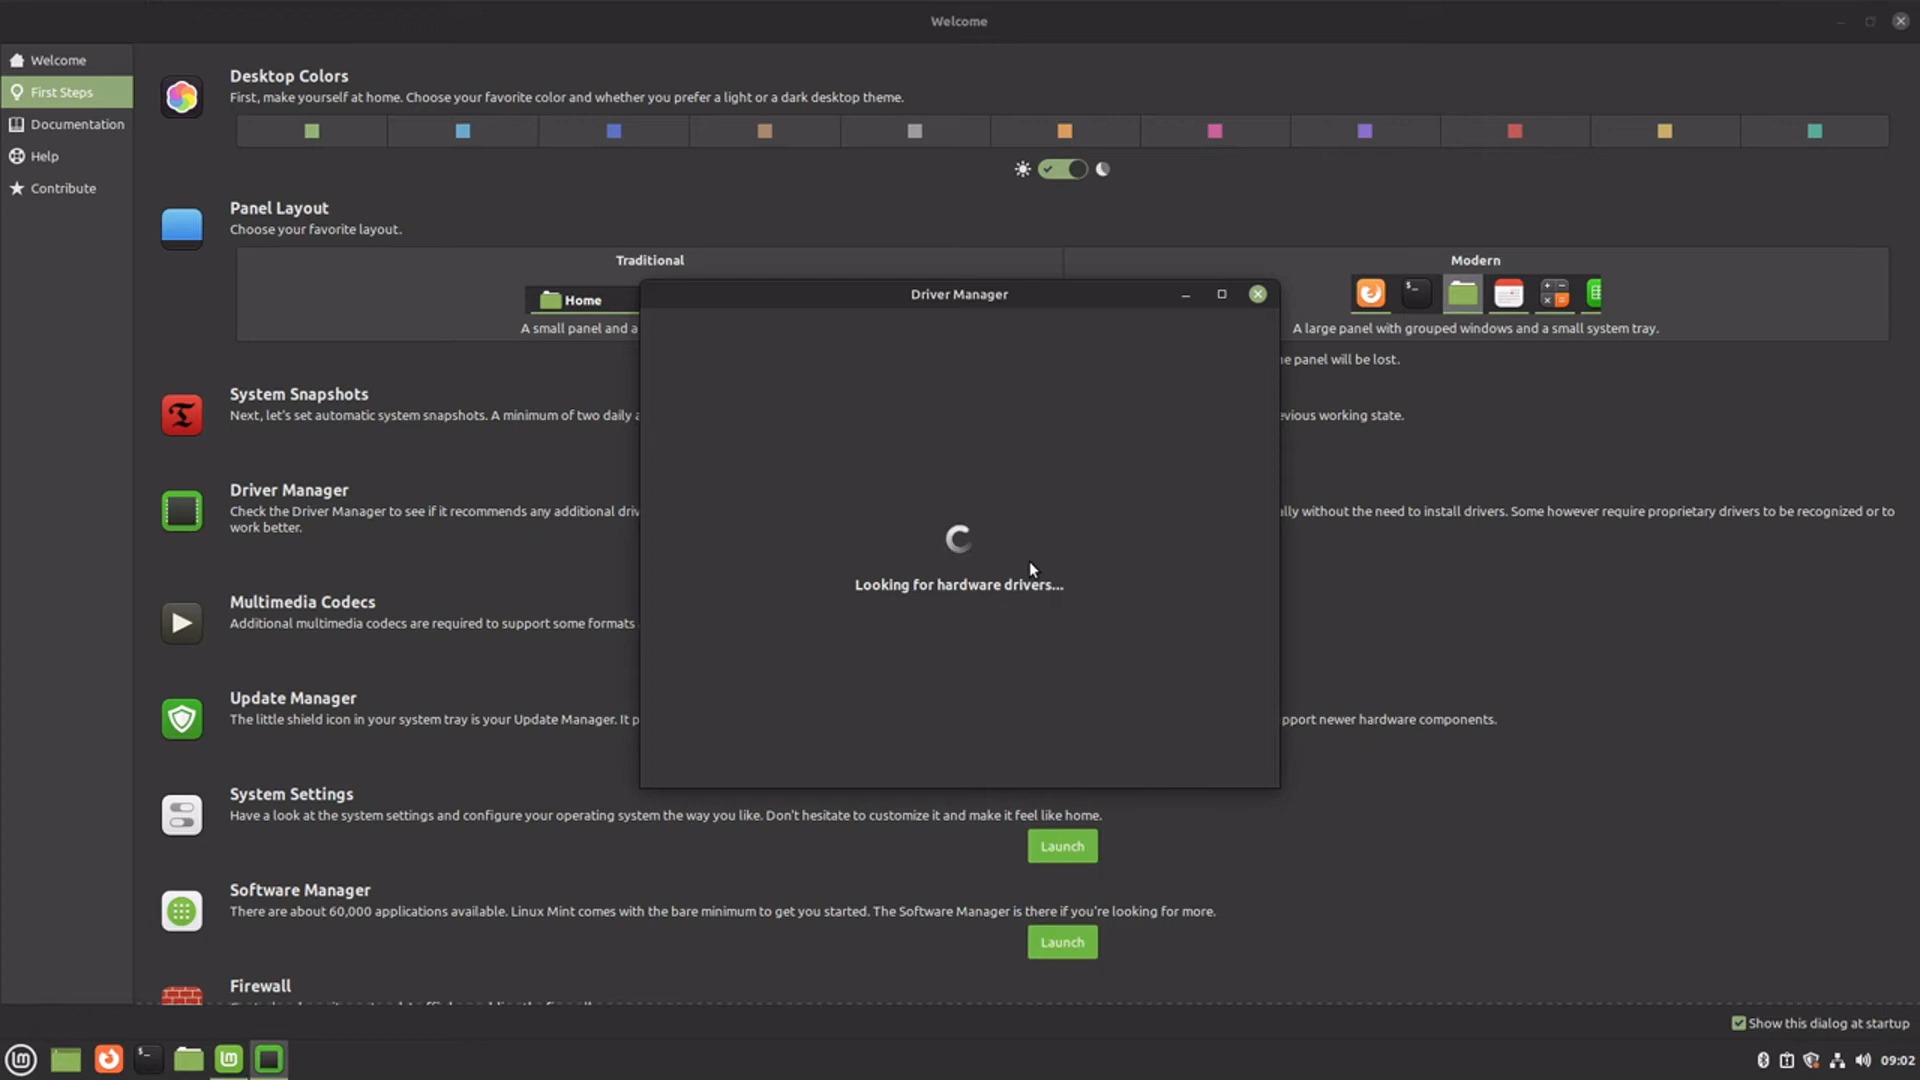 Welcome
Welcome
First Steps
Documentation
Help
Contribute
Desktop Colors
First, make yourself at home. Choose your favorite color and whether you prefer a light or a dark desktop theme.
Panel Layout
Choose your favorite layout.
Traditional
Modern
Home
A small panel and a
A large panel with grouped windows and a small system tray.
he panel will be lost.
System Snapshots
Next, let's set automatic system snapshots. A minimum of two daily a
evious working state.
Driver Manager
Check the Driver Manager to see if it recommends any additional driv
lly without the need to install drivers. Some however require proprietary drivers to be recognized or to
work better.
Multimedia Codecs
Additional multimedia codecs are required to support some formats
Update Manager
The little shield icon in your system tray is your Update Manager. It p
pport newer hardware components.
System Settings
Have a look at the system settings and configure your operating system the way you like. Don't hesitate to customize it and make it feel like home.
Launch
Software Manager
There are about 60,000 applications available. Linux Mint comes with the bare minimum to get you started. The Software Manager is there if you're looking for more.
Launch
Firewall
Driver Manager
Looking for hardware drivers...
Show this dialog at startup
09:02